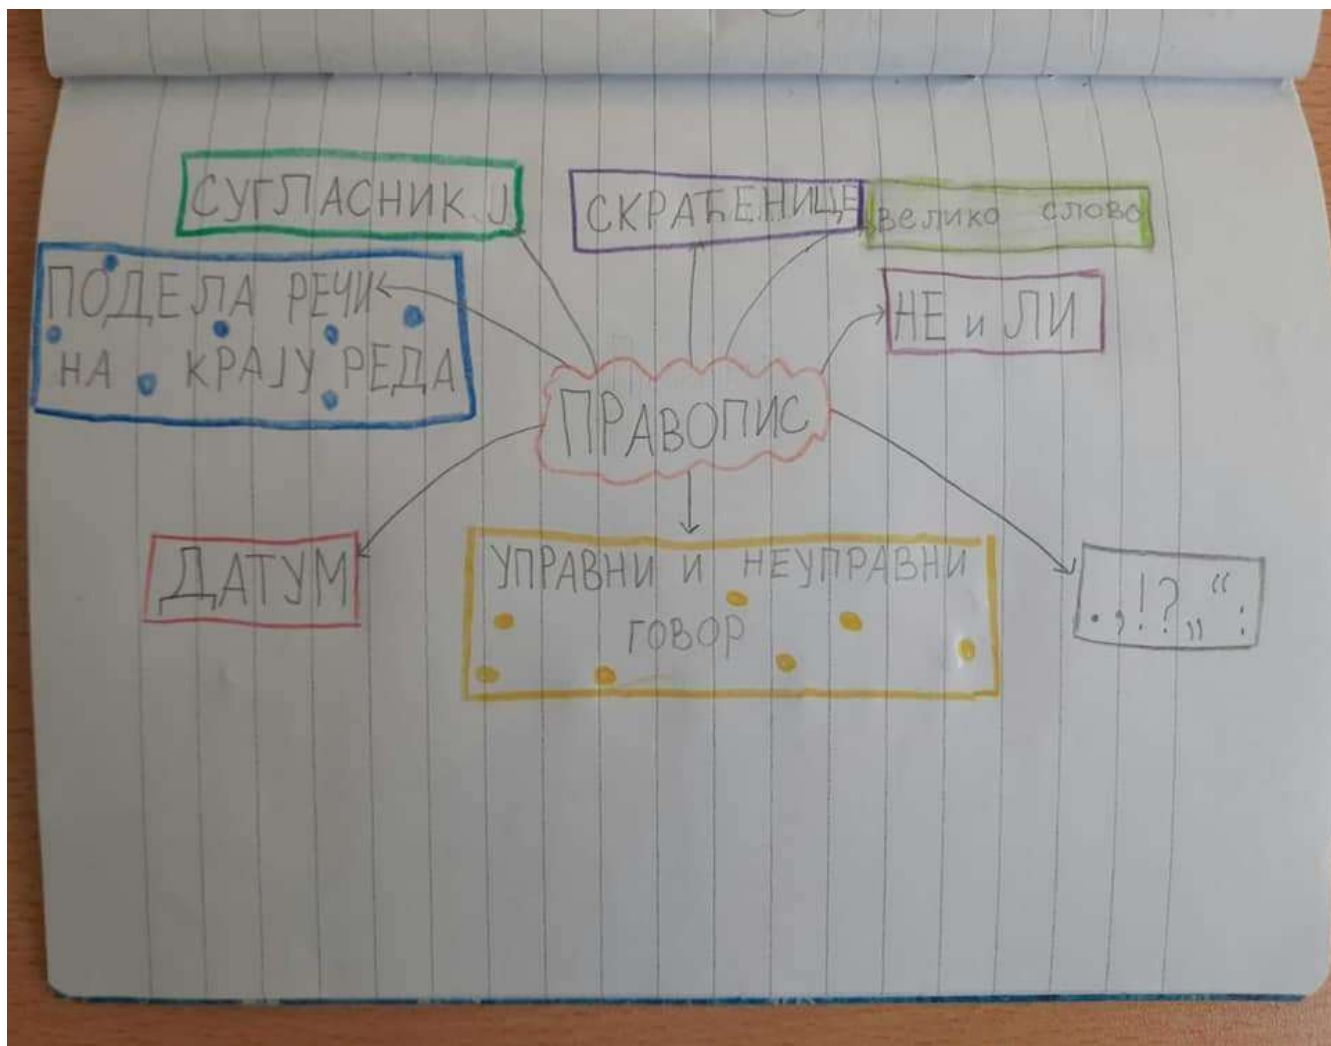 СУГЛАСНИК Ј
СКРАЋЕНИЦЕ
велико слово
ПОДЕЛА РЕЧИ
НА КРАЈУ РЕДА
НЕ и ЛИ
ПРАВОПИС
ДАТУМ
УПРАВНИ И НЕУПРАВНИ
ГОВОР
. , ! ? „ “ :